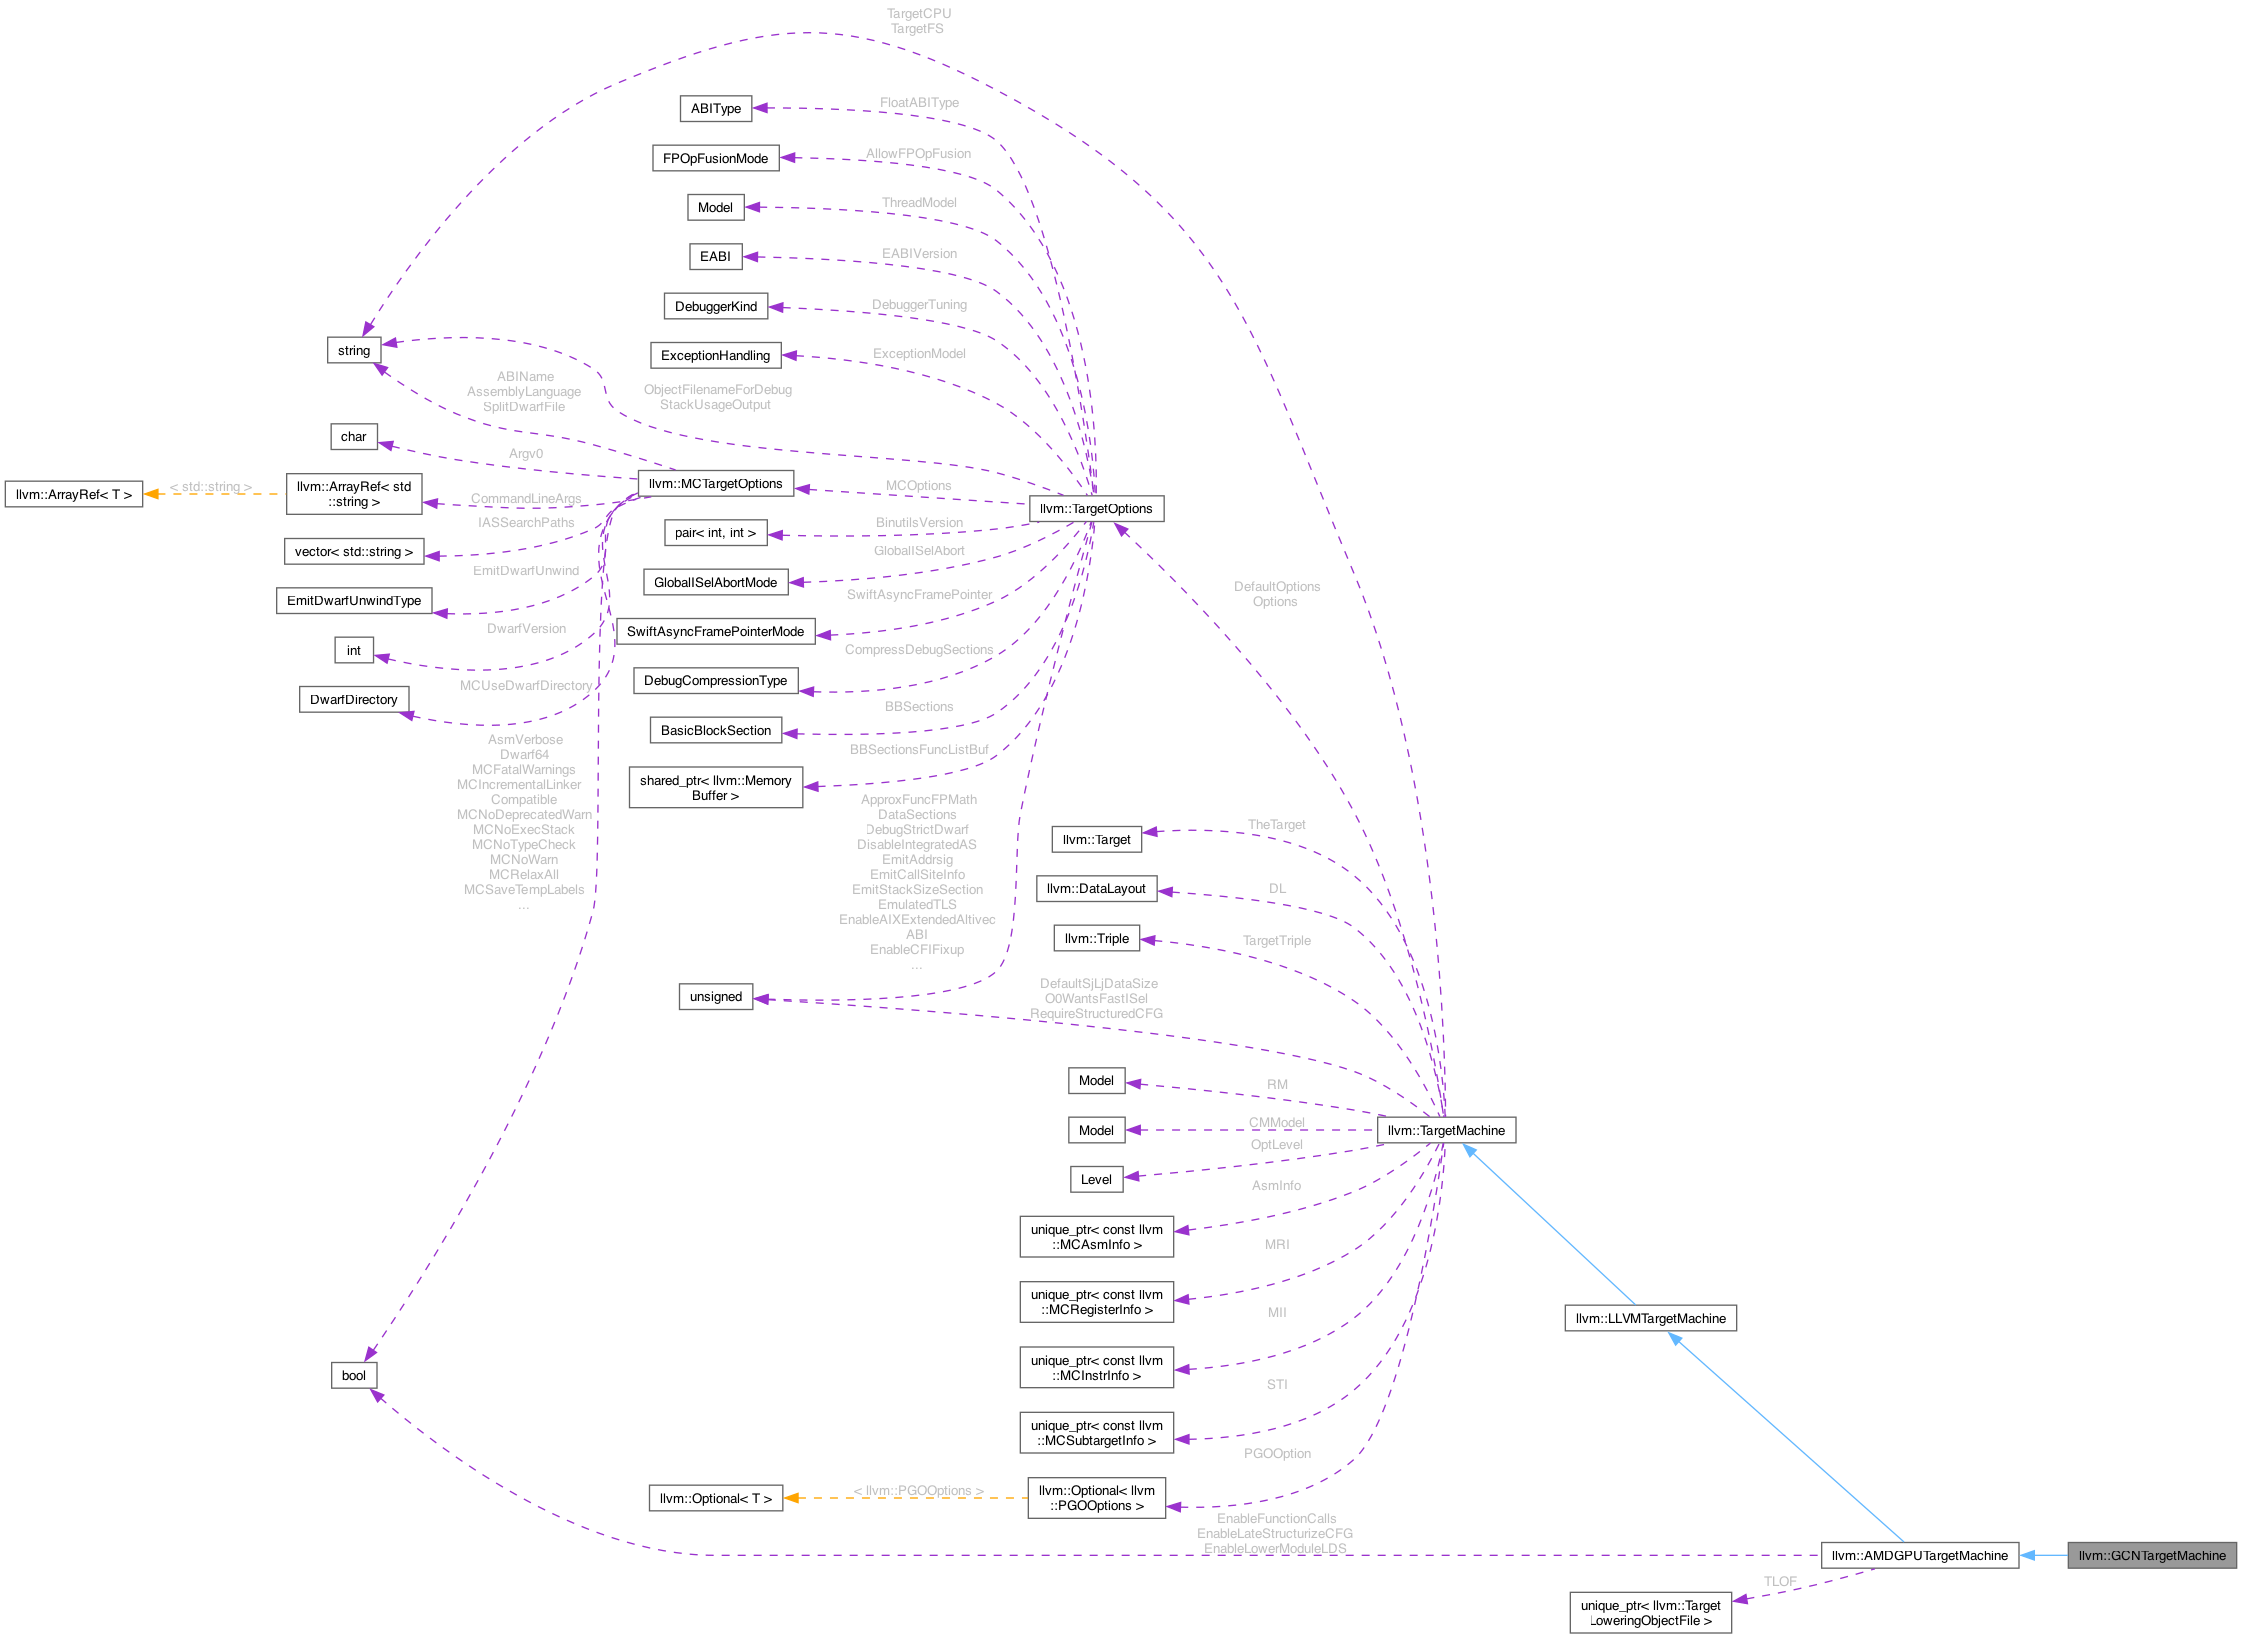 TargetCPU
TargetFS
ABIType
FloatABIType
FPOpFusionMode
AllowFPOpFusion
Model
ThreadModel
EABI
EABIVersion
DebuggerKind
DebuggerTuning
string
ExceptionHandling
ExceptionModel
ABIName
AssemblyLanguage
SplitDwarfFile
ObjectFilenameForDebug
StackUsageOutput
char
Argv0
llvm::ArrayRef< T >
< std::string >
llvm::ArrayRef< std
::string >
CommandLineArgs
llvm::MCTargetOptions
MCOptions
llvm::TargetOptions
IASSearchPaths
vector< std::string >
pair< int, int >
BinutilsVersion
GlobalISelAbort
EmitDwarfUnwind
EmitDwarfUnwindType
GlobalISelAbortMode
SwiftAsyncFramePointer
DefaultOptions
Options
DwarfVersion
int
SwiftAsyncFramePointerMode
CompressDebugSections
MCUseDwarfDirectory
DwarfDirectory
DebugCompressionType
BBSections
BasicBlockSection
BBSectionsFuncListBuf
shared_ptr< llvm::Memory
Buffer >
AsmVerbose
Dwarf64
MCFatalWarnings
MCIncrementalLinker
Compatible
MCNoDeprecatedWarn
MCNoExecStack
MCNoTypeCheck
MCNoWarn
MCRelaxAll
MCSaveTempLabels
...
ApproxFuncFPMath
DataSections
DebugStrictDwarf
DisableIntegratedAS
EmitAddrsig
EmitCallSiteInfo
EmitStackSizeSection
EmulatedTLS
EnableAIXExtendedAltivec
ABI
EnableCFIFixup
...
llvm::Target
TheTarget
llvm::DataLayout
DL
llvm::Triple
TargetTriple
unsigned
DefaultSjLjDataSize
O0WantsFastISel
RequireStructuredCFG
Model
RM
Model
CMModel
llvm::TargetMachine
OptLevel
Level
AsmInfo
unique_ptr< const llvm
::MCAsmInfo >
MRI
unique_ptr< const llvm
::MCRegisterInfo >
MII
llvm::LLVMTargetMachine
unique_ptr< const llvm
::MCInstrInfo >
bool
STI
unique_ptr< const llvm
::MCSubtargetInfo >
PGOOption
llvm::Optional< T >
< llvm::PGOOptions >
llvm::Optional< llvm
::PGOOptions >
EnableFunctionCalls
EnableLateStructurizeCFG
EnableLowerModuleLDS
llvm::AMDGPUTargetMachine
llvm::GCNTargetMachine
TLOF
unique_ptr< llvm::Target
LoweringObjectFile >